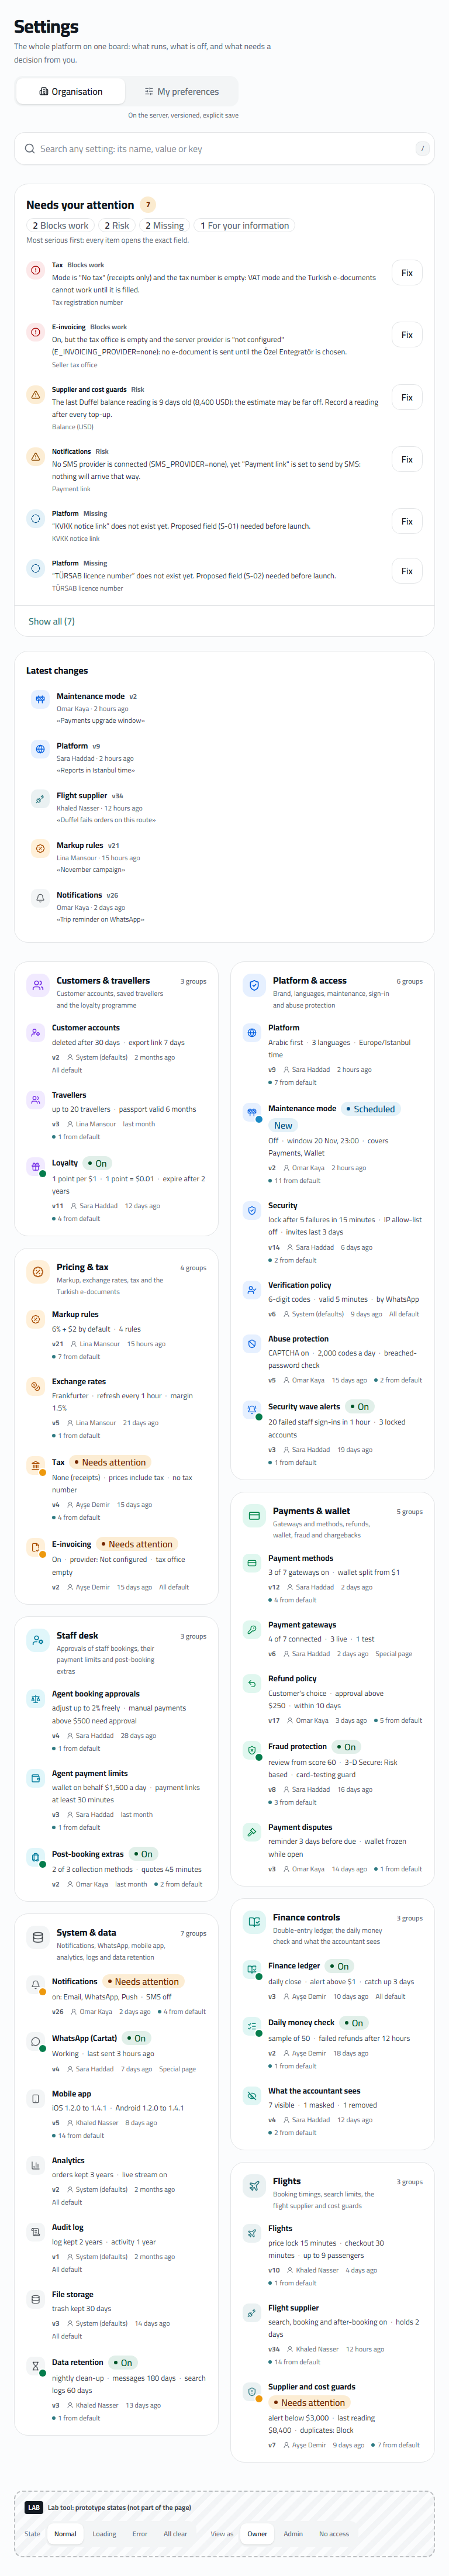 Settings
The whole platform on one board: what runs, what is off, and what needs a
decision from you.
Organisation
My preferences
On the server, versioned, explicit save
Search any setting: its name, value or key
/
Needs your attention 7
2 Blocks work 2 Risk 2 Missing 1 For your information
Most serious first: every item opens the exact field.
Tax Blocks work
Mode is "No tax" (receipts only) and the tax number is empty: VAT mode and the Turkish e-documents
cannot work until it is filled.
Tax registration number
Fix
E-invoicing Blocks work
On, but the tax office is empty and the server provider is "not configured"
(E_INVOICING_PROVIDER=none): no e-document is sent until the Özel Entegratör is chosen.
Seller tax office
Fix
Supplier and cost guards Risk
The last Duffel balance reading is 9 days old (8,400 USD); the estimate may be far off. Record a reading
after every top-up.
Balance (USD)
Fix
Notifications Risk
No SMS provider is connected (SMS_PROVIDER=none), yet "Payment link" is set to send by SMS:
nothing will arrive that way.
Payment link
Fix
Platform Missing
"KVKK notice link" does not exist yet. Proposed field (S-01) needed before launch.
KVKK notice link
Fix
Platform Missing
"TÜRSAB licence number" does not exist yet. Proposed field (S-02) needed before launch.
TÜRSAB licence number
Fix
Show all (7)
Latest changes
Maintenance mode v2
Omar Kaya · 2 hours ago
«Payments upgrade window»
Platform v9
Sara Haddad · 2 hours ago
«Reports in Istanbul time»
Flight supplier v34
Khaled Nasser · 12 hours ago
«Duffel fails orders on this route»
Markup rules v21
Lina Mansour · 15 hours ago
«November campaign»
Notifications v26
Omar Kaya · 2 days ago
«Trip reminder on WhatsApp»
Customers & travellers 3 groups
Customer accounts, saved travellers
and the loyalty programme
Customer accounts
deleted after 30 days · export link 7 days
v2 System (defaults) 2 months ago
All default
Travellers
up to 20 travellers · passport valid 6 months
v3 Lina Mansour last month
1 from default
Loyalty On
1 point per $1 · 1 point = $0.01 · expire after 2
years
v11 Sara Haddad 12 days ago
4 from default
Pricing & tax 4 groups
Markup, exchange rates, tax and the
Turkish e-documents
Markup rules
6% + $2 by default · 4 rules
v21 Lina Mansour 15 hours ago
7 from default
Exchange rates
Frankfurter · refresh every 1 hour · margin
1.5%
v5 Lina Mansour 21 days ago
1 from default
Tax Needs attention
None (receipts) · prices include tax · no tax
number
v4 Ayşe Demir 15 days ago
4 from default
E-invoicing Needs attention
On · provider: Not configured · tax office
empty
v2 Ayşe Demir 15 days ago All default
Staff desk 3 groups
Approvals of staff bookings, their
payment limits and post-booking
extras
Agent booking approvals
adjust up to 2% freely · manual payments
above $500 need approval
v4 Sara Haddad 28 days ago
1 from default
Agent payment limits
wallet on behalf $1,500 a day · payment links
at least 30 minutes
v3 Sara Haddad last month
1 from default
Post-booking extras On
2 of 3 collection methods · quotes 45 minutes
v2 Omar Kaya last month 2 from default
System & data 7 groups
Notifications, WhatsApp, mobile app,
analytics, logs and data retention
Notifications Needs attention
on: Email, WhatsApp, Push · SMS off
v26 Omar Kaya 2 days ago 4 from default
WhatsApp (Cartat) On
Working · last sent 3 hours ago
v4 Sara Haddad 7 days ago Special page
Mobile app
iOS 1.2.0 to 1.4.1 · Android 1.2.0 to 1.4.1
v5 Khaled Nasser 8 days ago
14 from default
Analytics
orders kept 3 years · live stream on
v2 System (defaults) 2 months ago
All default
Audit log
log kept 2 years · activity 1 year
v1 System (defaults) 2 months ago
All default
File storage
trash kept 30 days
v3 System (defaults) 14 days ago
All default
Data retention On
nightly clean-up · messages 180 days · search
logs 60 days
v3 Khaled Nasser 13 days ago
1 from default
Platform & access 6 groups
Brand, languages, maintenance, sign-in
and abuse protection
Platform
Arabic first · 3 languages · Europe/Istanbul
time
v9 Sara Haddad 2 hours ago
7 from default
Maintenance mode Scheduled
New
Off · window 20 Nov, 23:00 · covers
Payments, Wallet
v2 Omar Kaya 2 hours ago
11 from default
Security
lock after 5 failures in 15 minutes · IP allow-list
off · invites last 3 days
v14 Sara Haddad 6 days ago
2 from default
Verification policy
6-digit codes · valid 5 minutes · by WhatsApp
v6 System (defaults) 9 days ago All default
Abuse protection
CAPTCHA on · 2,000 codes a day · breached-
password check
v5 Omar Kaya 15 days ago 2 from default
Security wave alerts On
20 failed staff sign-ins in 1 hour · 3 locked
accounts
v3 Sara Haddad 19 days ago
1 from default
Payments & wallet 5 groups
Gateways and methods, refunds,
wallet, fraud and chargebacks
Payment methods
3 of 7 gateways on · wallet split from $1
v12 Sara Haddad 2 days ago
4 from default
Payment gateways
4 of 7 connected · 3 live · 1 test
v6 Sara Haddad 2 days ago Special page
Refund policy
Customer's choice · approval above
$250 · within 10 days
v17 Omar Kaya 3 days ago 5 from default
Fraud protection On
review from score 60 · 3-D Secure: Risk
based · card-testing guard
v8 Sara Haddad 16 days ago
3 from default
Payment disputes
reminder 3 days before due · wallet frozen
while open
v3 Omar Kaya 14 days ago 1 from default
Finance controls 3 groups
Double-entry ledger, the daily money
check and what the accountant sees
Finance ledger On
daily close · alert above $1 · catch up 3 days
v3 Ayşe Demir 10 days ago All default
Daily money check On
sample of 50 · failed refunds after 12 hours
v2 Ayşe Demir 18 days ago
1 from default
What the accountant sees
7 visible · 1 masked · 1 removed
v4 Sara Haddad 12 days ago
2 from default
Flights 3 groups
Booking timings, search limits, the
flight supplier and cost guards
Flights
price lock 15 minutes · checkout 30
minutes · up to 9 passengers
v10 Khaled Nasser 4 days ago
1 from default
Flight supplier
search, booking and after-booking on · holds 2
days
v34 Khaled Nasser 12 hours ago
14 from default
Supplier and cost guards
Needs attention
alert below $3,000 · last reading
$8,400 · duplicates: Block
v7 Ayşe Demir 9 days ago 7 from default
LAB Lab tool: prototype states (not part of the page)
State Normal Loading Error All clear View as Owner Admin No access